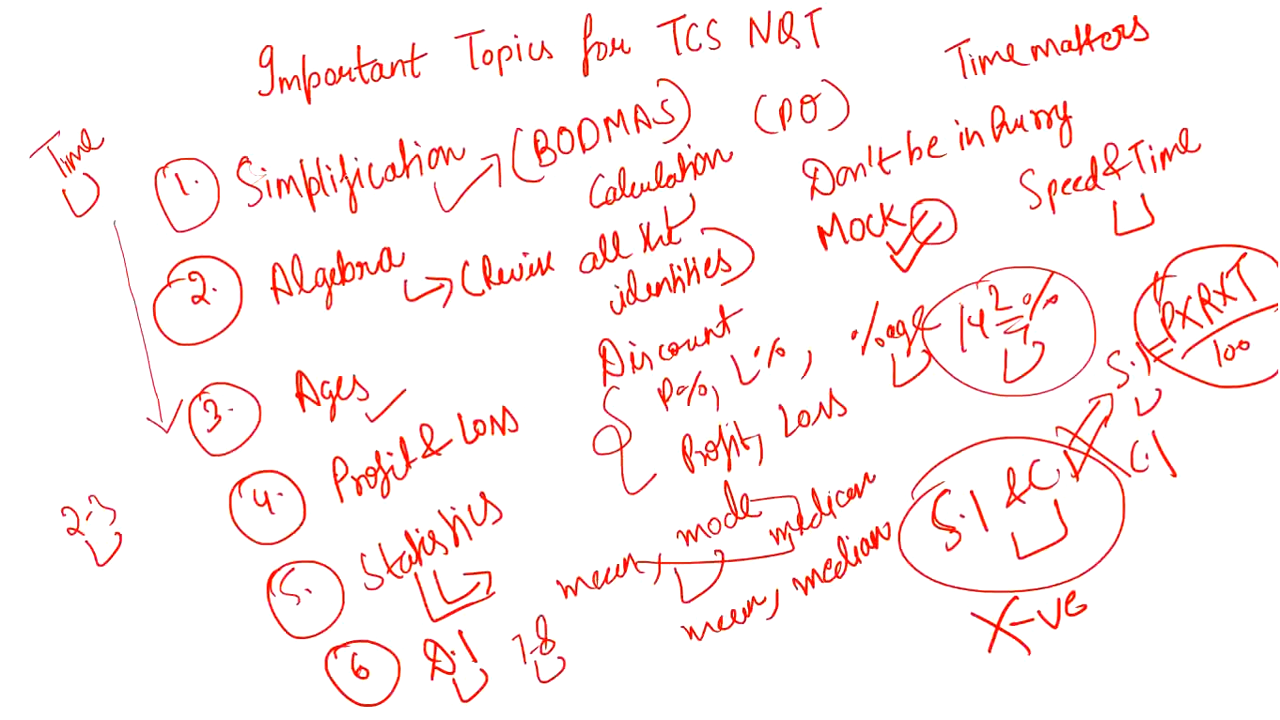 Important Topics for TCS NQT
Time matters
Time
1. Simplification → (BODMAS)
(PO)
Calculation
Don't be in hurry
Mock
Speed & Time
2. Algebra → (Revise all the
identities)
Discount
P%, L%, %age
14 2/7 %
Profit, Loss
S.I = PXRXT
100
C.I
3. Ages
4. Profit & Loss
S.I & C.I
2-3
5. Statistics
mean, mode median
mean, median
X-ve
6 D.I 7-8